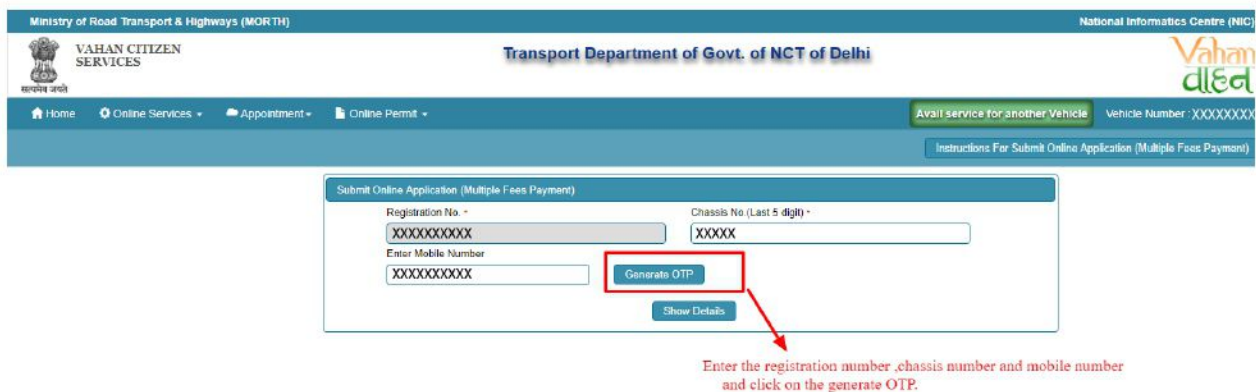 Ministry of Road Transport & Highways (MORTH) National Informatics Centre (NIC)
VAHAN CITIZEN
SERVICES
Transport Department of Govt. of NCT of Delhi
Vahan
वाहन
सत्यमेव जयते
Home Online Services Appointment Online Permit Avail service for another Vehicle Vehicle Number :XXXXXXXX
Instructions For Submit Online Application (Multiple Fees Payment)
Submit Online Application (Multiple Fees Payment)
Registration No. * Chassis No.(Last 5 digit) *
XXXXXXXXXX XXXXX
Enter Mobile Number
XXXXXXXXXX Generate OTP
Show Details
Enter the registration number ,chassis number and mobile number
and click on the generate OTP.